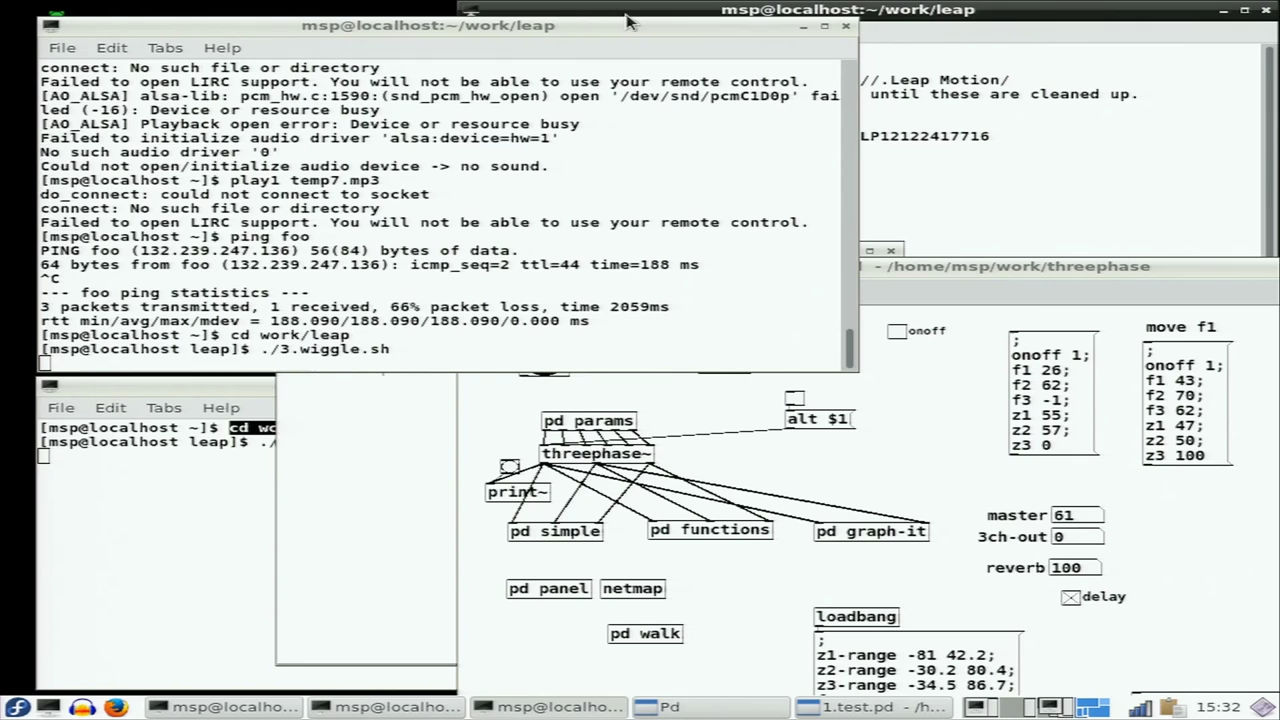 msp@localhost:~/work/leap
msp@localhost:~/work/leap
File Edit Tabs Help
connect: No such file or directory
Failed to open LIRC support. You will not be able to use your remote control.
[AO_ALSA] alsa-lib: pcm_hw.c:1590:(snd_pcm_hw_open) open '/dev/snd/pcmC1D0p' fai
led (-16): Device or resource busy
[AO_ALSA] Playback open error: Device or resource busy
Failed to initialize audio driver 'alsa:device=hw=1'
No such audio driver '0'
Could not open/initialize audio device -> no sound.
[msp@localhost ~]$ play1 temp7.mp3
do_connect: could not connect to socket
connect: No such file or directory
Failed to open LIRC support. You will not be able to use your remote control.
[msp@localhost ~]$ ping foo
PING foo (132.239.247.136) 56(84) bytes of data.
64 bytes from foo (132.239.247.136): icmp_seq=2 ttl=44 time=188 ms
^C
--- foo ping statistics ---
3 packets transmitted, 1 received, 66% packet loss, time 2059ms
rtt min/avg/max/mdev = 188.090/188.090/188.090/0.000 ms
[msp@localhost ~]$ cd work/leap
[msp@localhost leap]$ ./3.wiggle.sh
//.Leap Motion/
until these are cleaned up.
LP12122417716
- /home/msp/work/threephase
File Edit Tabs Help
[msp@localhost ~]$ cd wo
[msp@localhost leap]$ ./
onoff
;
onoff 1;
f1 26;
f2 62;
f3 -1;
z1 55;
z2 57;
z3 0
move f1
;
onoff 1;
f1 43;
f2 70;
f3 62;
z1 47;
z2 50;
z3 100
pd params
alt $1
threephase~
print~
pd simple
pd functions
pd graph-it
master 61
3ch-out 0
reverb 100
delay
pd panel
netmap
pd walk
loadbang
;
z1-range -81 42.2;
z2-range -30.2 80.4;
z3-range -34.5 86.7;
msp@localhost:~/...
msp@localhost:~/...
msp@localhost:~/...
Pd
1.test.pd - /h...
15:32